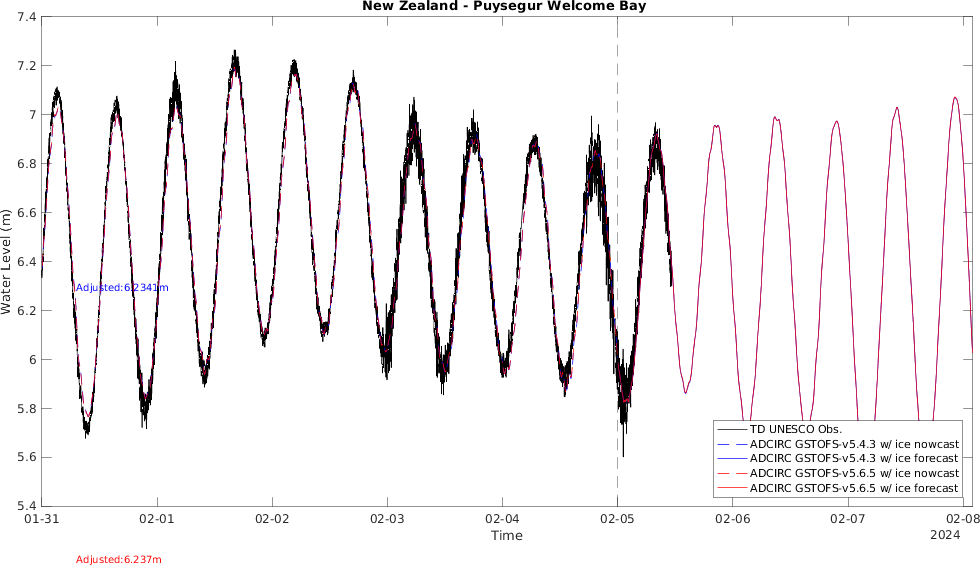 New Zealand - Puysegur Welcome Bay
7.4
7.2
7
6.8
6.6
6.4
6.2
6
5.8
5.6
5.4
Water Level (m)
Adjusted:6.2341m
TD UNESCO Obs.
ADCIRC GSTOFS-v5.4.3 w/ ice nowcast
ADCIRC GSTOFS-v5.4.3 w/ ice forecast
ADCIRC GSTOFS-v5.6.5 w/ ice nowcast
ADCIRC GSTOFS-v5.6.5 w/ ice forecast
01-31 02-01 02-02 02-03 02-04 02-05 02-06 02-07 02-08
Time
2024
Adjusted:6.237m